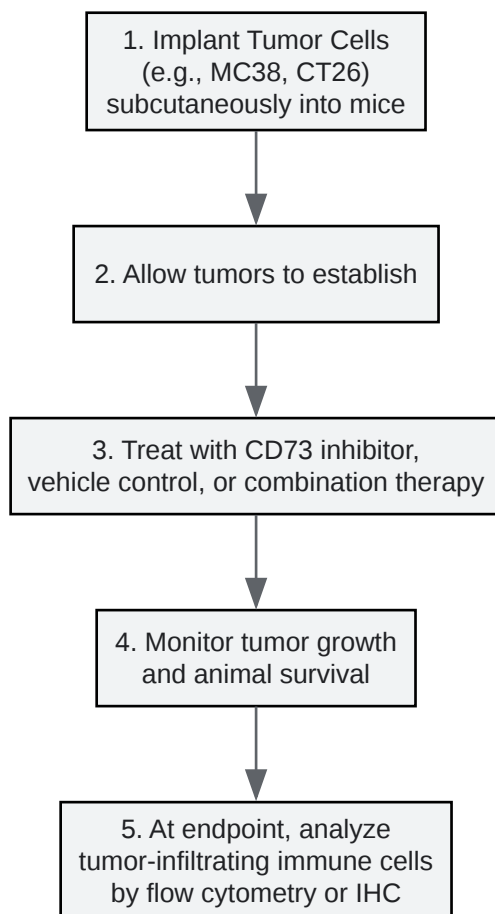 1. Implant Tumor Cells
(e.g., MC38, CT26)
subcutaneously into mice
2. Allow tumors to establish
3. Treat with CD73 inhibitor,
vehicle control, or combination therapy
4. Monitor tumor growth
and animal survival
5. At endpoint, analyze
tumor-infiltrating immune cells
by flow cytometry or IHC